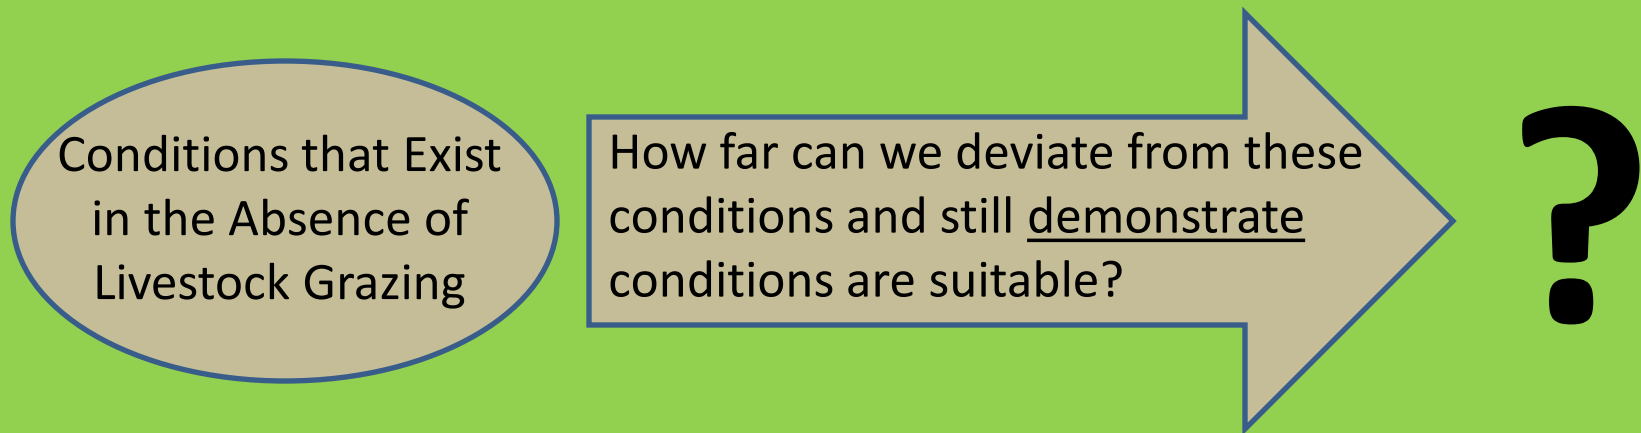 Conditions that Exist
in the Absence of
Livestock Grazing
How far can we deviate from these
conditions and still demonstrate
conditions are suitable?
?